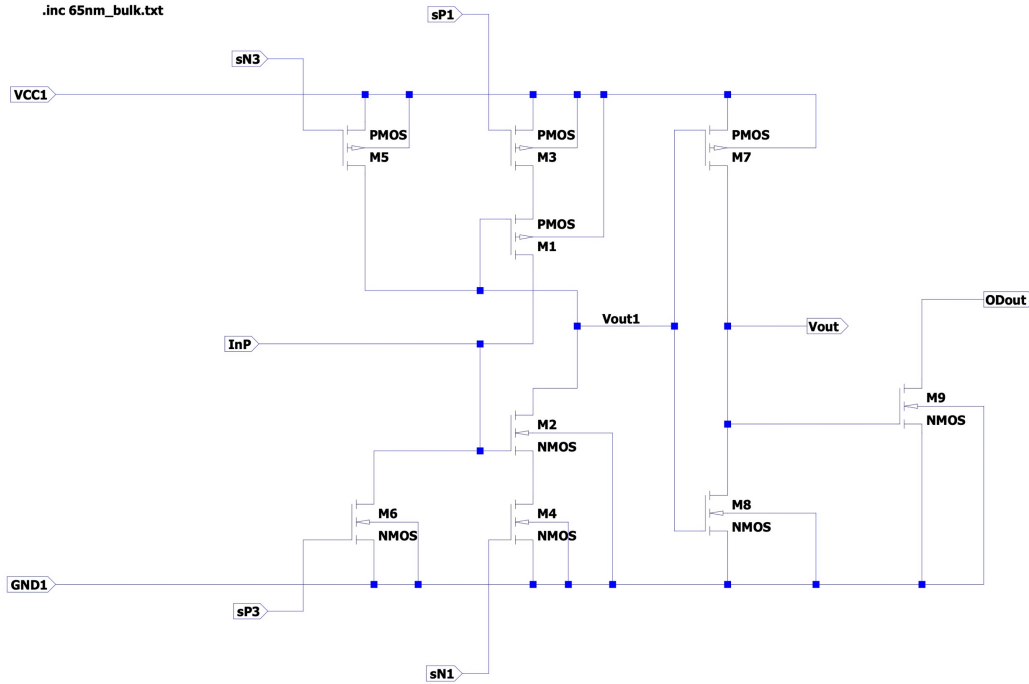 .inc 65nm_bulk.txt
sP1
sN3
VCC1
PMOS
M5
PMOS
M3
PMOS
M7
PMOS
M1
Vout1
Vout
ODout
InP
M2
NMOS
M9
NMOS
M6
NMOS
M4
NMOS
M8
NMOS
GND1
sP3
sN1